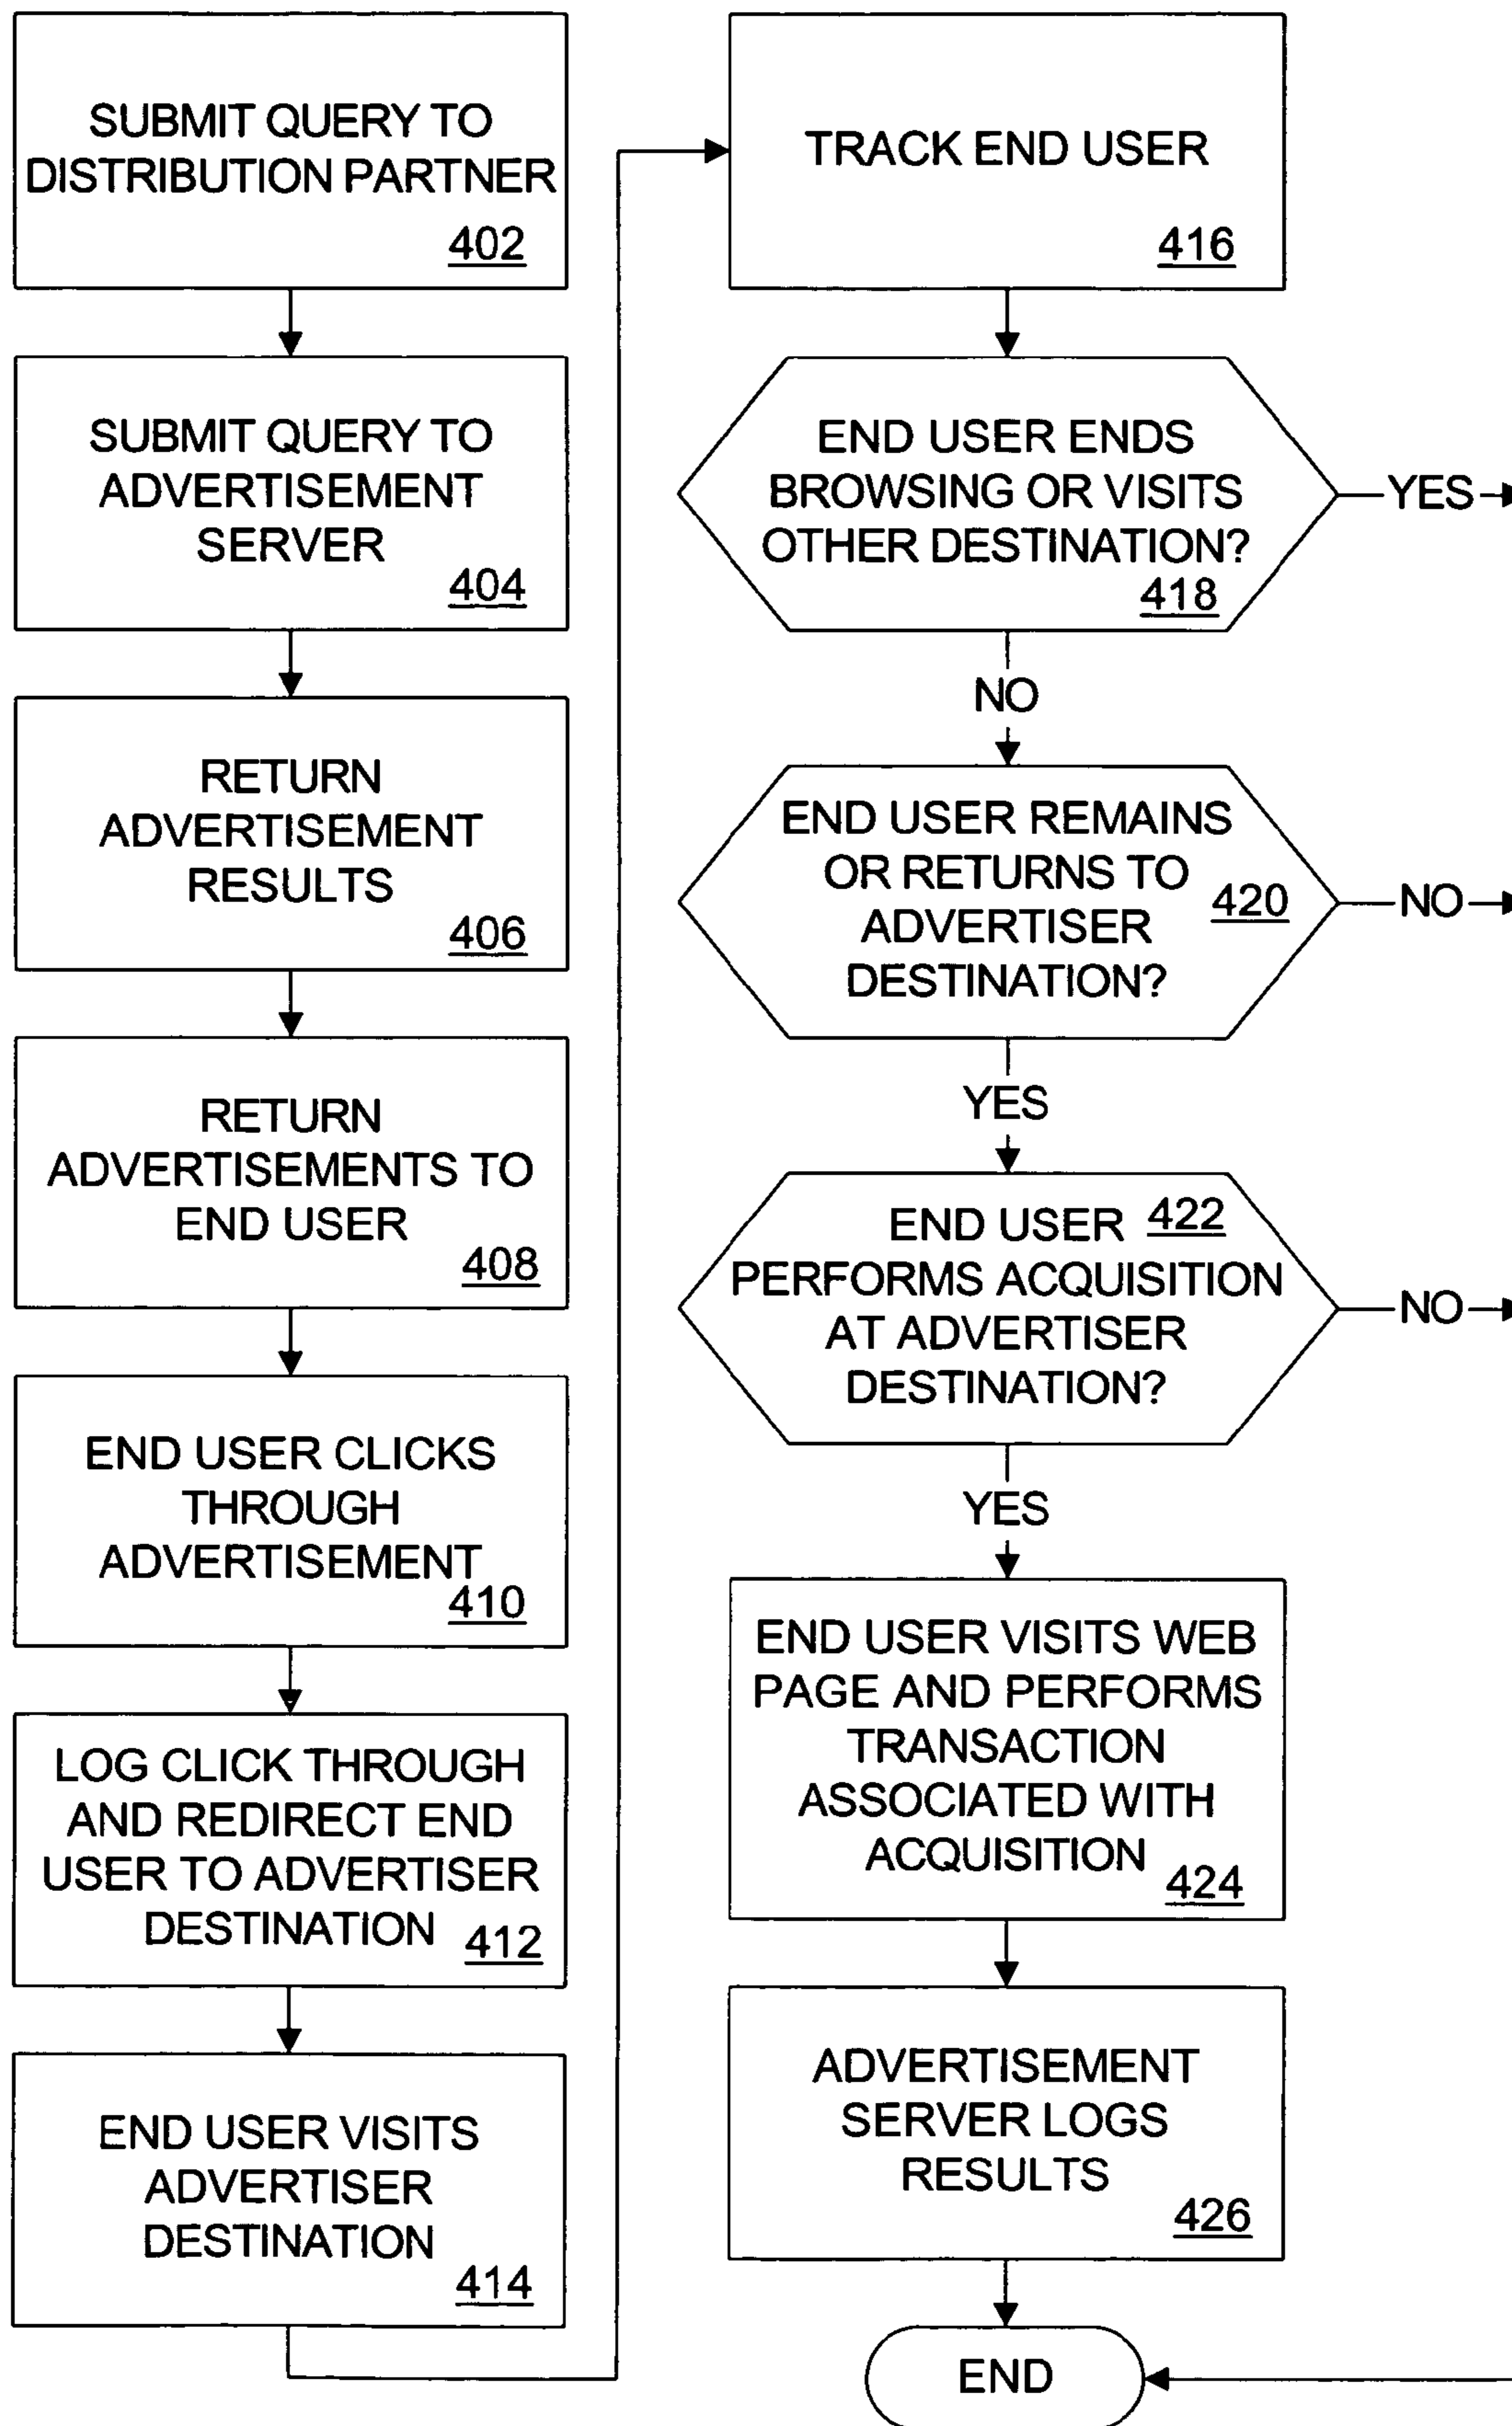 SUBMIT QUERY TO
DISTRIBUTION PARTNER
402
SUBMIT QUERY TO
ADVERTISEMENT
SERVER
404
RETURN
ADVERTISEMENT
RESULTS
406
RETURN
ADVERTISEMENTS TO
END USER
408
END USER CLICKS
THROUGH
ADVERTISEMENT
410
LOG CLICK THROUGH
AND REDIRECT END
USER TO ADVERTISER
DESTINATION 412
END USER VISITS
ADVERTISER
DESTINATION
414
TRACK END USER
416
END USER ENDS
BROWSING OR VISITS
OTHER DESTINATION?
418
YES
NO
END USER REMAINS
OR RETURNS TO
420
ADVERTISER
DESTINATION?
NO
YES
END USER 422
PERFORMS ACQUISITION
AT ADVERTISER
DESTINATION?
NO
YES
END USER VISITS WEB
PAGE AND PERFORMS
TRANSACTION
ASSOCIATED WITH
ACQUISITION
424
ADVERTISEMENT
SERVER LOGS
RESULTS
426
END